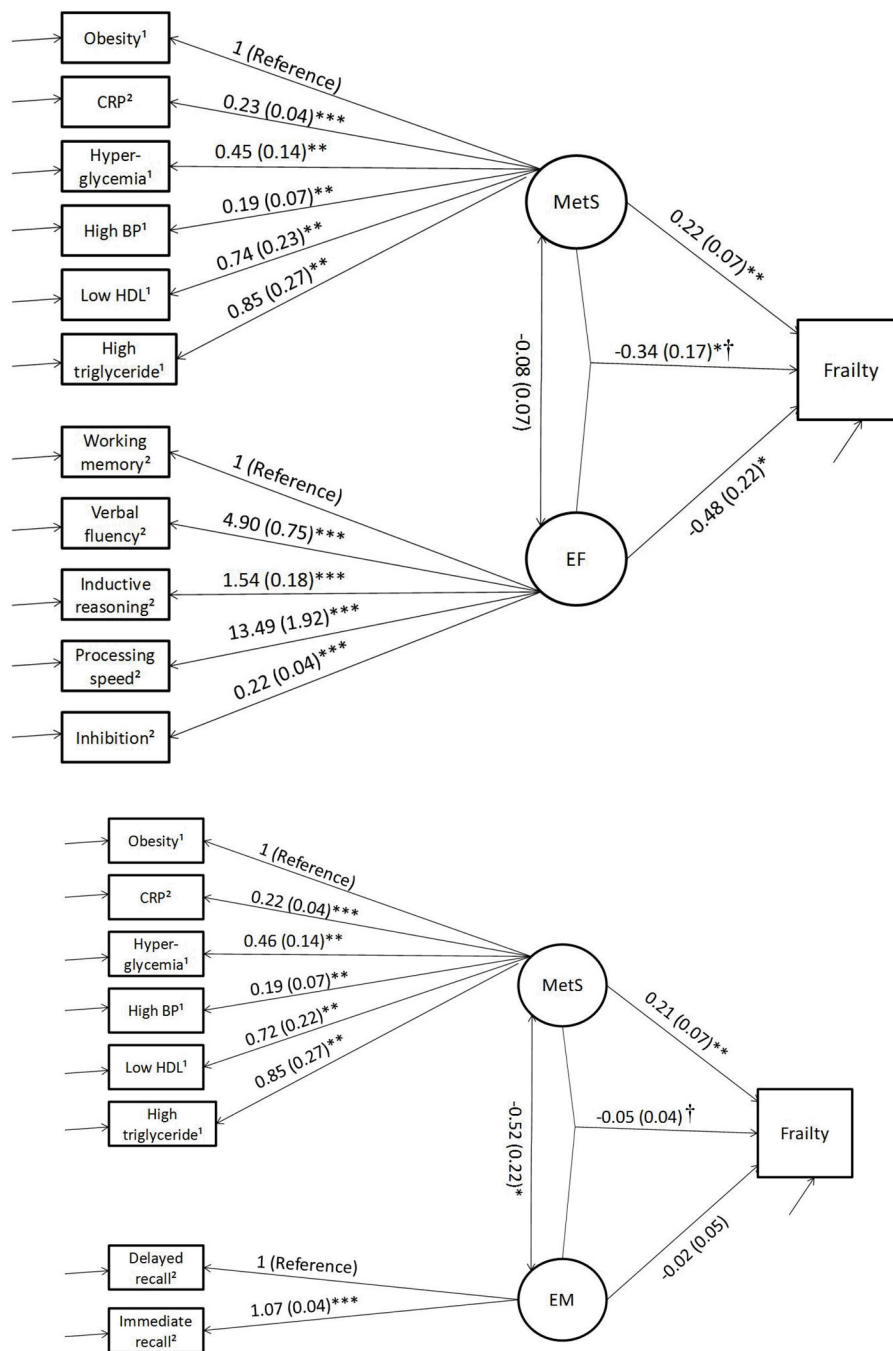 Obesity¹
1 (Reference)
CRP²
0.23 (0.04)***
Hyper-
glycemia¹
0.45 (0.14)**
High BP¹
0.19 (0.07)**
Low HDL¹
0.74 (0.23)**
High
triglyceride¹
0.85 (0.27)**
MetS
0.22 (0.07)**
-0.08 (0.07)
-0.34 (0.17)*†
Frailty
Working
memory²
1 (Reference)
Verbal
fluency²
4.90 (0.75)***
Inductive
reasoning²
1.54 (0.18)***
Processing
speed²
13.49 (1.92)***
Inhibition²
0.22 (0.04)***
EF
-0.48 (0.22)*
Obesity¹
1 (Reference)
CRP²
0.22 (0.04)***
Hyper-
glycemia¹
0.46 (0.14)**
High BP¹
0.19 (0.07)**
Low HDL¹
0.72 (0.22)**
High
triglyceride¹
0.85 (0.27)**
MetS
0.21 (0.07)**
-0.52 (0.22)*
-0.05 (0.04)†
Frailty
Delayed
recall²
1 (Reference)
Immediate
recall²
1.07 (0.04)***
EM
-0.02 (0.05)